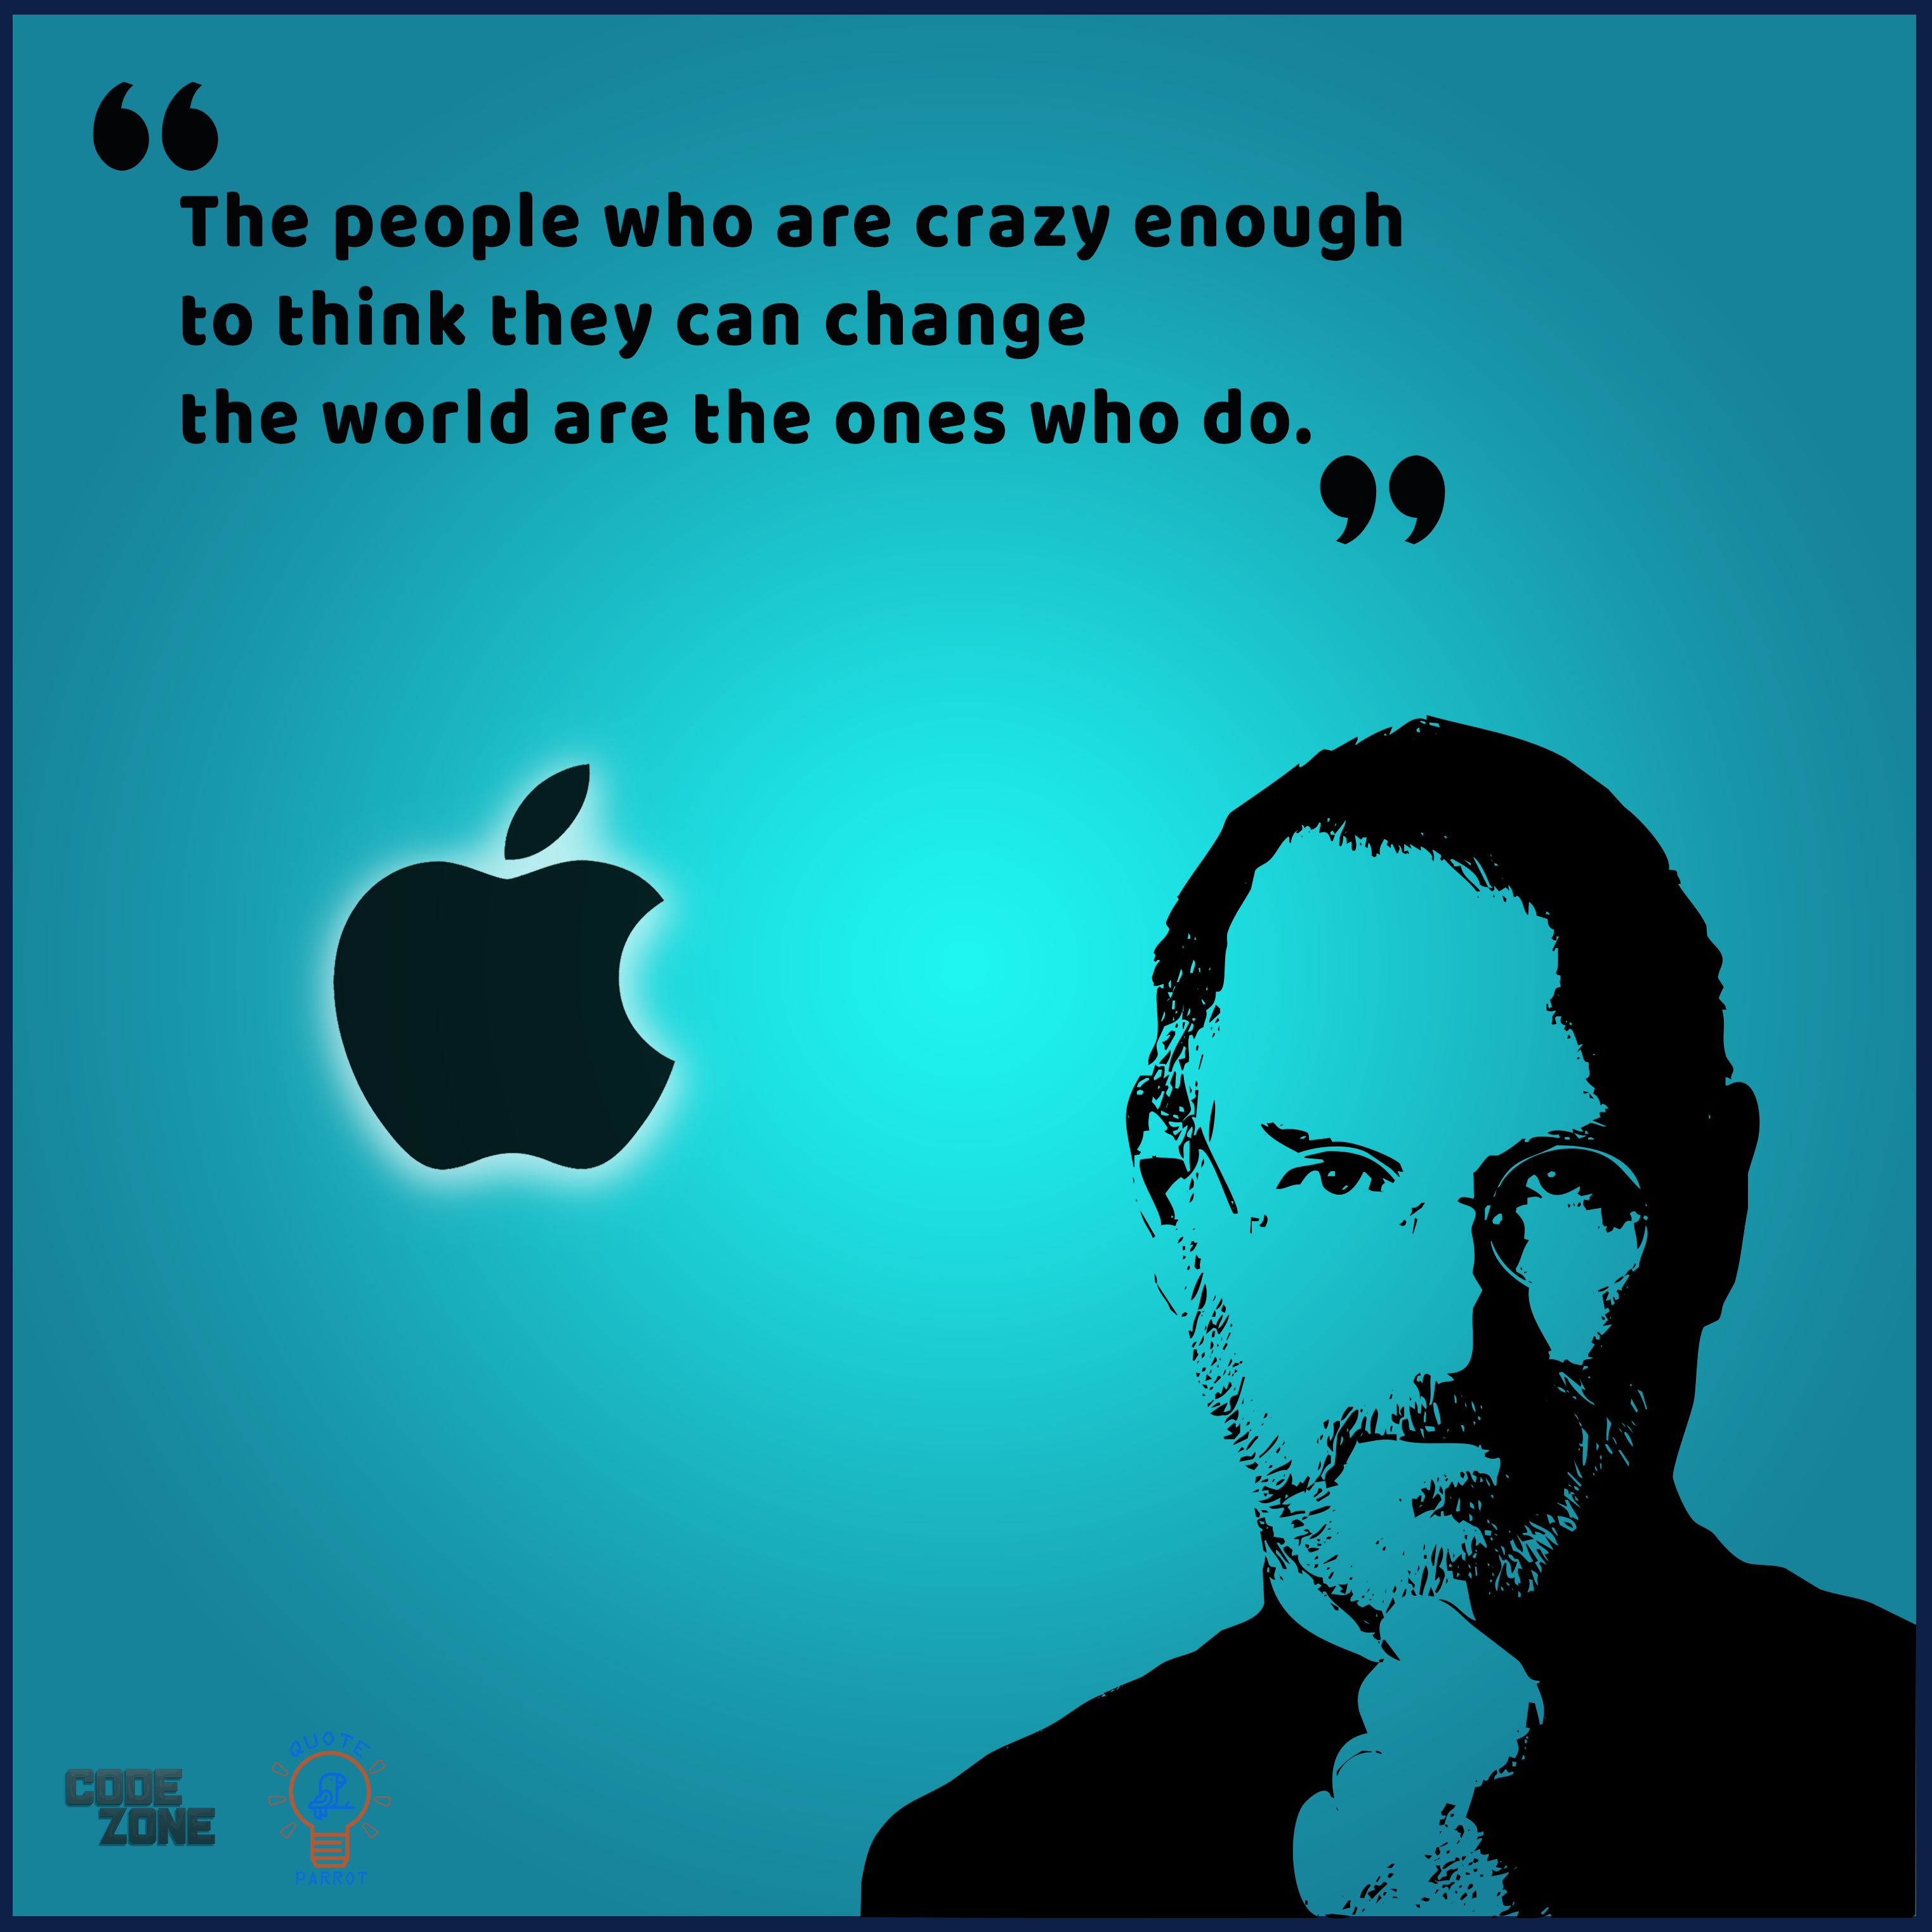 “
The people who are crazy enough
to think they can change
the world are the ones who do.
”
CODE
ZONE
QUOTE
PARROT